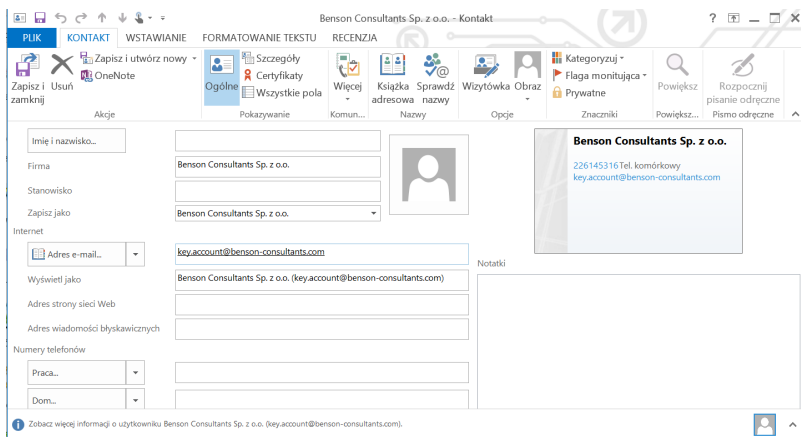 Benson Consultants Sp. z o.o. - Kontakt
PLIK KONTAKT WSTAWIANIE FORMATOWANIE TEKSTU RECENZJA
Zapisz i zamknij
Usuń
Zapisz i utwórz nowy
OneNote
Akcje
Ogólne
Szczegóły
Certyfikaty
Wszystkie pola
Pokazywanie
Więcej
Komun...
Książka adresowa
Sprawdź nazwy
Nazwy
Wizytówka
Obraz
Opcje
Kategoryzuj
Flaga monitująca
Prywatne
Znaczniki
Powiększ
Powiększ...
Rozpocznij pisanie odręczne
Pismo odręczne
Imię i nazwisko...
Firma
Benson Consultants Sp. z o.o.
Stanowisko
Zapisz jako
Benson Consultants Sp. z o.o.
Internet
Adres e-mail...
key.account@benson-consultants.com
Wyświetl jako
Benson Consultants Sp. z o.o. (key.account@benson-consultants.com)
Adres strony sieci Web
Adres wiadomości błyskawicznych
Numery telefonów
Praca...
Dom...
Benson Consultants Sp. z o.o.
226145316 Tel. komórkowy
key.account@benson-consultants.com
Notatki
Zobacz więcej informacji o użytkowniku Benson Consultants Sp. z o.o. (key.account@benson-consultants.com).